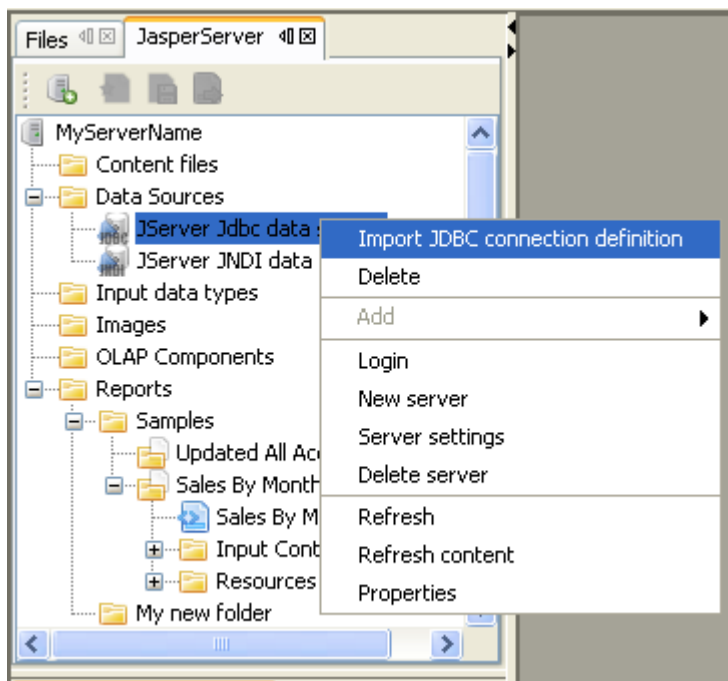 Files JasperServer
MyServerName
Content files
Data Sources
JServer Jdbc data
Import JDBC connection definition
JServer JNDI data
Delete
Input data types
Add
Images
OLAP Components
Login
Reports
New server
Samples
Server settings
Updated All
Delete server
Sales By Month
Sales By
Refresh
Input
Refresh content
Resources
Properties
My new folder
JDBC
JNDI